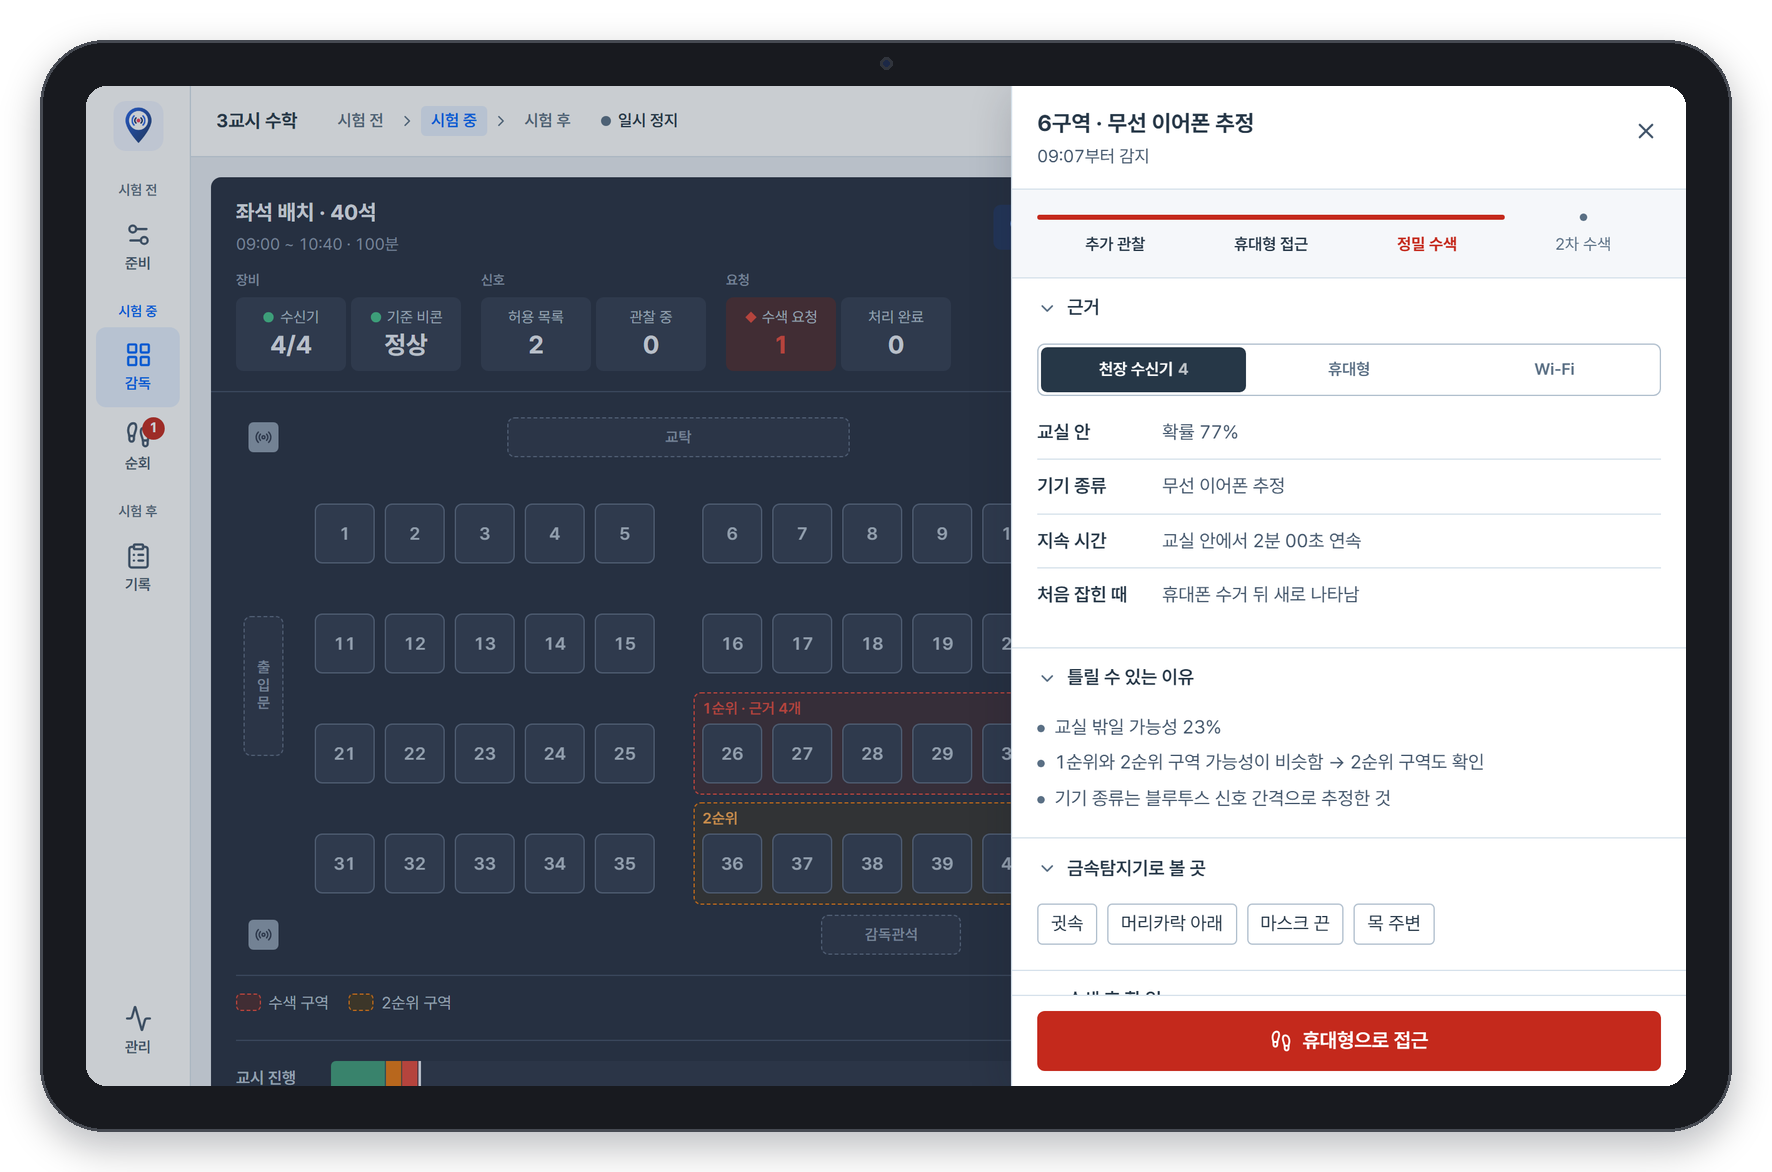 3교시 수학
시험 전
시험 중
시험 후
일시 정지
시험 전
준비
시험 중
감독
1
순회
시험 후
기록
관리
좌석 배치 · 40석
09:00 ~ 10:40 · 100분
장비
신호
요청
수신기
4/4
기준 비콘
정상
허용 목록
2
관찰 중
0
수색 요청
1
처리 완료
0
교탁
1 2 3 4 5 6 7 8 9
11 12 13 14 15 16 17 18 19
출입문
1순위 · 근거 4개
21 22 23 24 25 26 27 28 29
2순위
31 32 33 34 35 36 37 38 39
감독관석
수색 구역
2순위 구역
교시 진행
6구역 · 무선 이어폰 추정
09:07부터 감지
추가 관찰
휴대형 접근
정밀 수색
2차 수색
근거
천장 수신기 4
휴대형
Wi-Fi
교실 안 확률 77%
기기 종류 무선 이어폰 추정
지속 시간 교실 안에서 2분 00초 연속
처음 잡힌 때 휴대폰 수거 뒤 새로 나타남
틀릴 수 있는 이유
교실 밖일 가능성 23%
1순위와 2순위 구역 가능성이 비슷함 → 2순위 구역도 확인
기기 종류는 블루투스 신호 간격으로 추정한 것
금속탐지기로 볼 곳
귓속
머리카락 아래
마스크 끈
목 주변
휴대형으로 접근